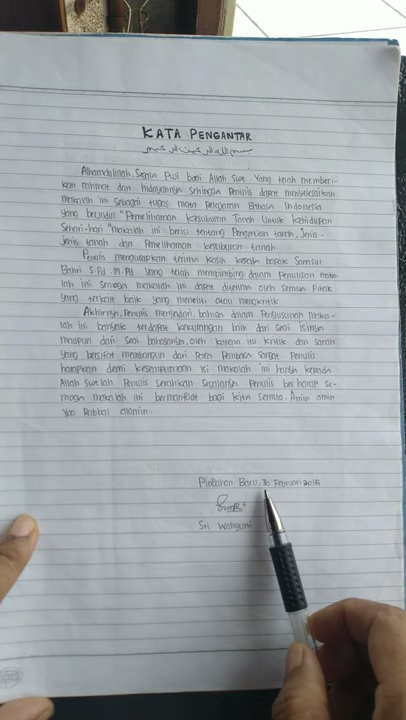 KATA PENGANTAR
Alhamdulilah, Segala Puji bagi Allah Swt. Yang telah memberi-
kan rahmat dan hidayahnya sehingga Penulis dapat menyelesaikan
makalah ini sebagai tugas mata pelajaran Bahasa Indonesia
yang berjudul "Pemeliharaan Kesuburan Tanah Untuk Kehidupan
Sehari-hari" makalah ini berisi tentang Pengertian tanah, Jenis-
Jenis tanah dan Pemeliharaan kesuburan tanah.
Penulis mengucapkan terima kasih kepada bapak Samsul
Bahri S.Pd. M.Pd yang telah membimbing dalam Penulisan maka-
lah ini semoga makalah ini dapat diterima oleh semua Pihak
yang terkait baik yang meneliti atau mengkritik.
Akhirnya, Penulis menyadari, bahwa dalam Penyusunan maka-
lah ini banyak terdapat kekurangan baik dari segi isinya
maupun dari segi bahasanya, oleh karena itu kritik dan saran
yang bersifat membangun dari Para Pembaca Sangat Penulis
harapkan demi kesempurnaan isi makalah ini hanya kepada
Allah Swt.lah Penulis serahkan Segalanya Penulis berharap se-
moga makalah ini bermanfaat bagi kita semua. Amin amin
Yaa Rabbal alamin.
Baru, 30 Februari 2015
Sri Wahyuni